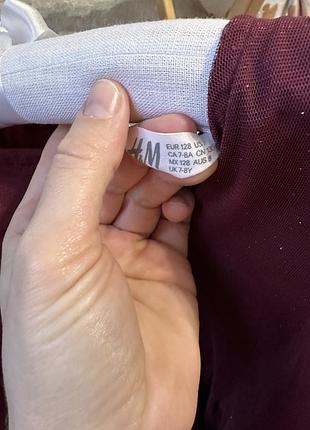 H&M
EUR 128 US
CA 7-8A CN
MX 128 AUS 8
UK 7-8Y